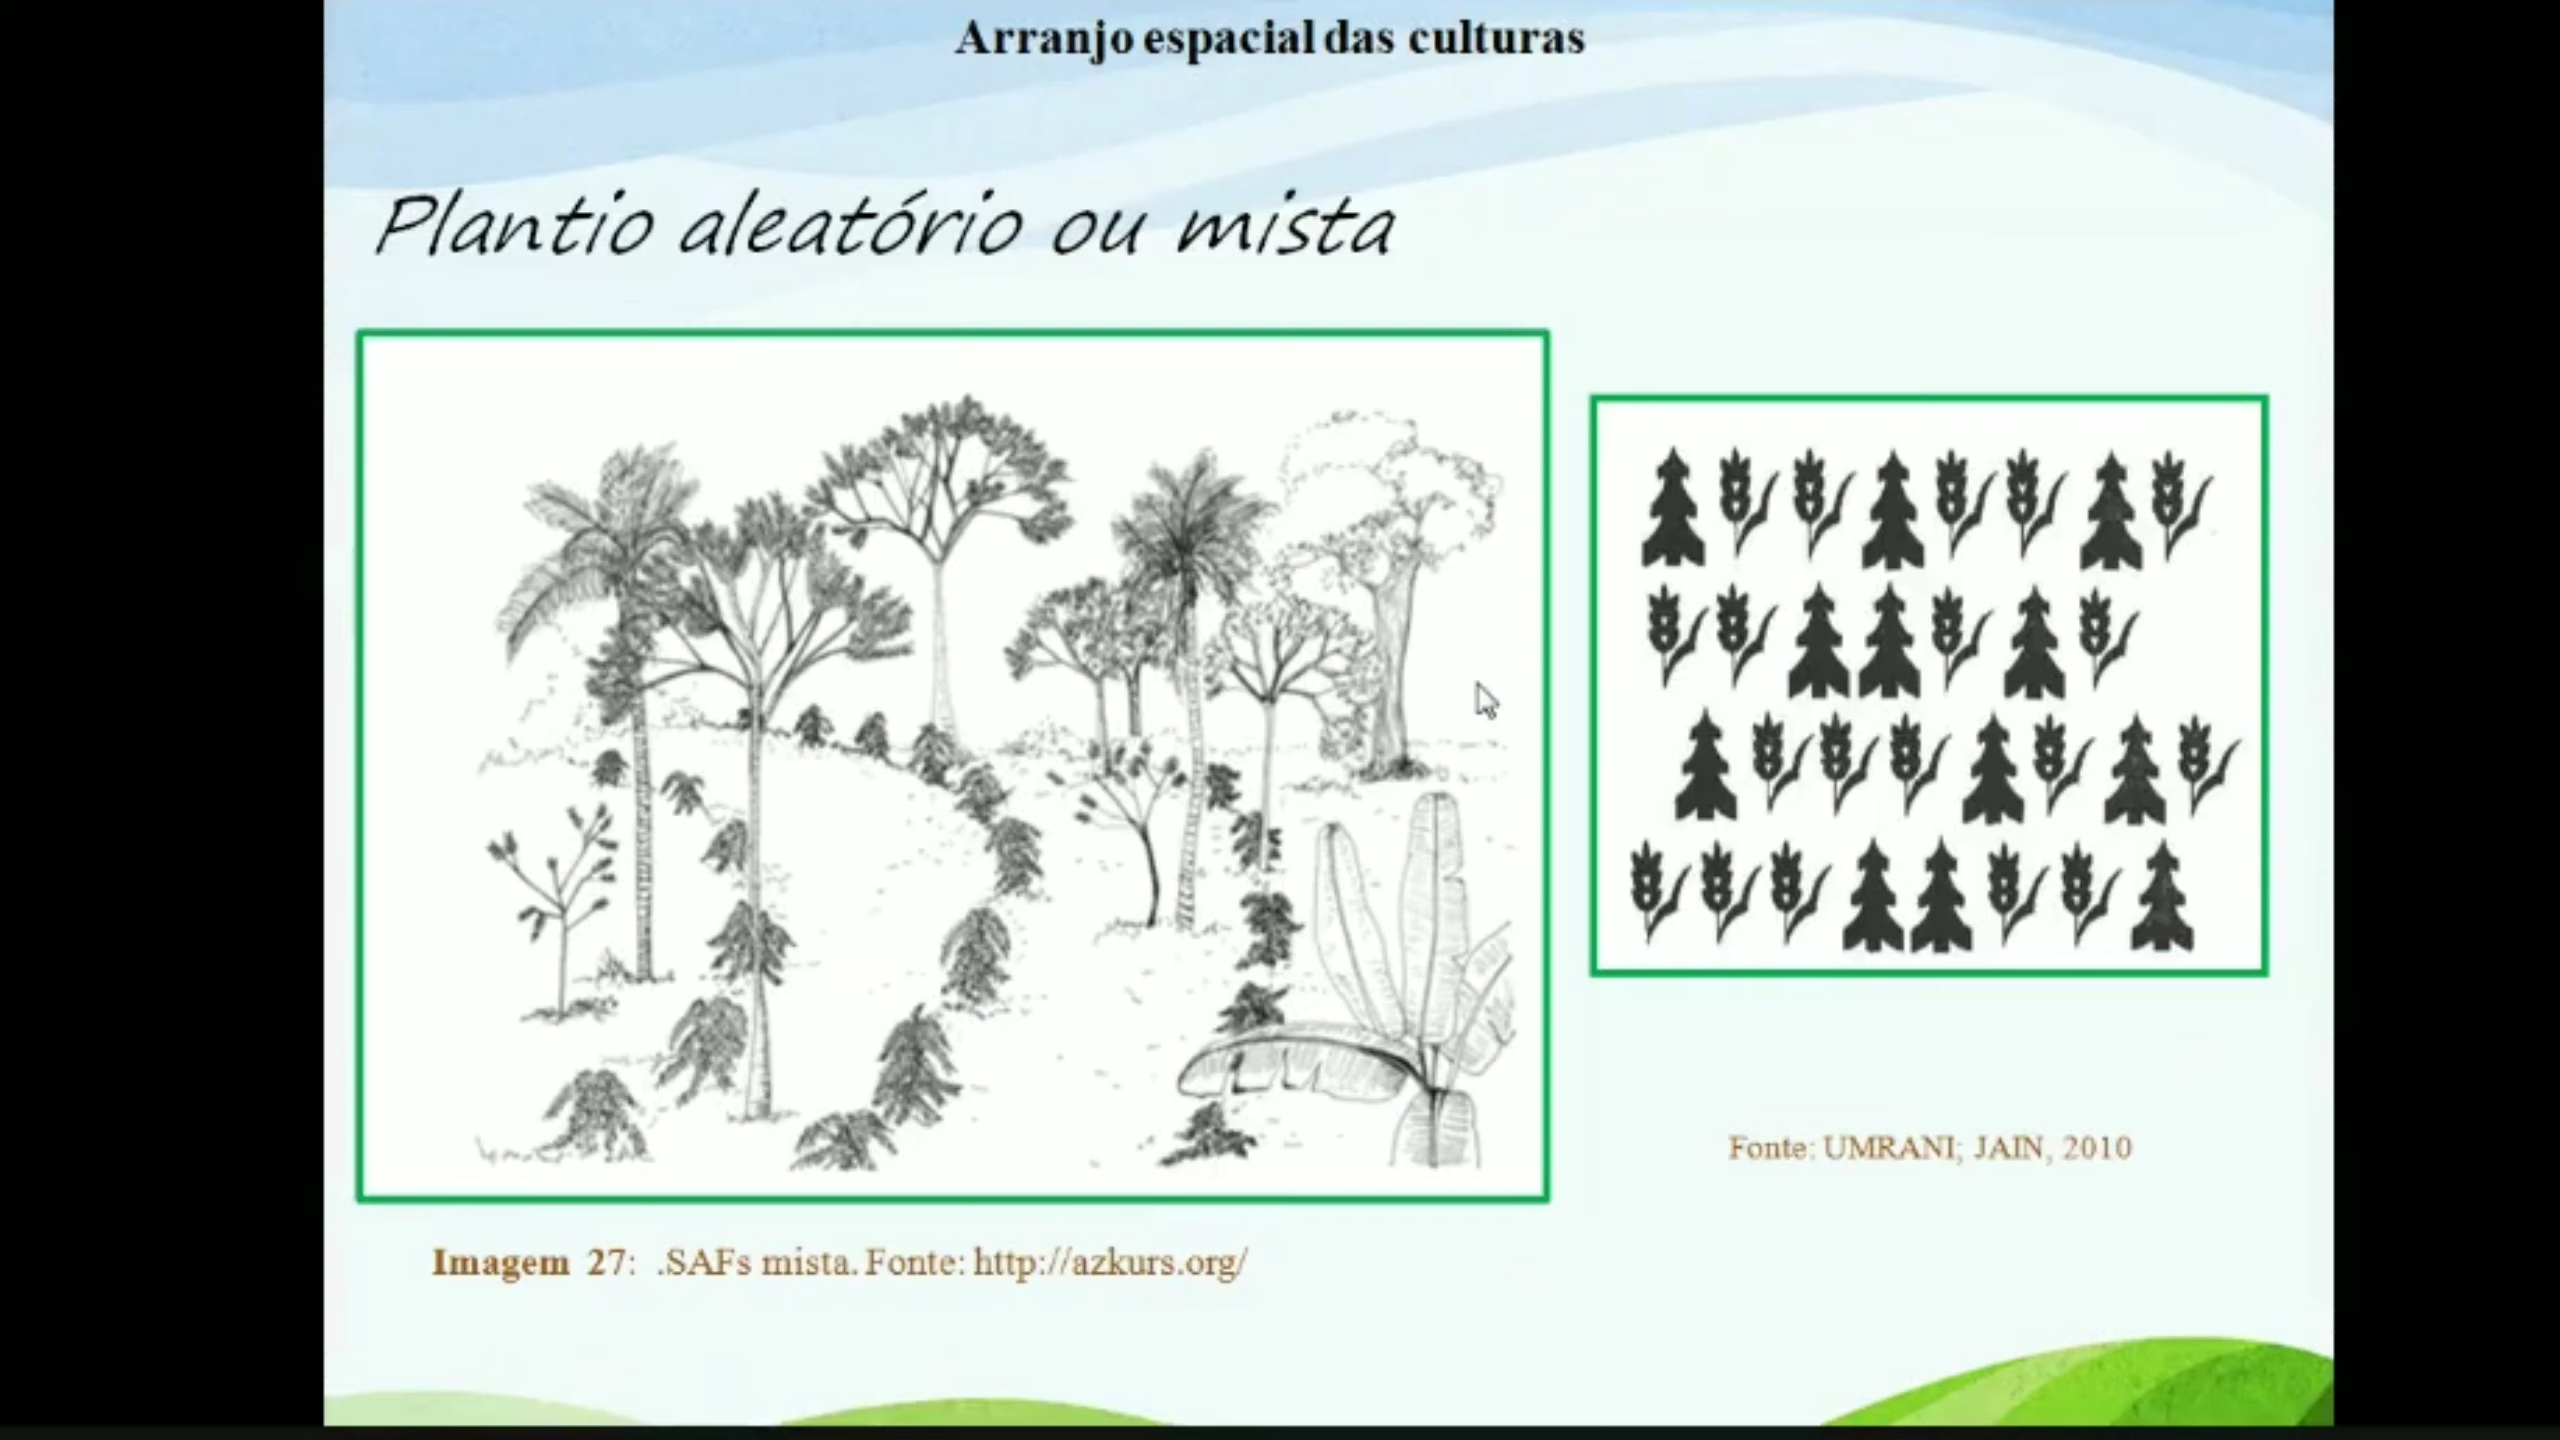 Arranjo espacial das culturas
Plantio aleatório ou mista
Fonte: UMRANI; JAIN, 2010
Imagem 27: .SAFs mista. Fonte: http://azkurs.org/